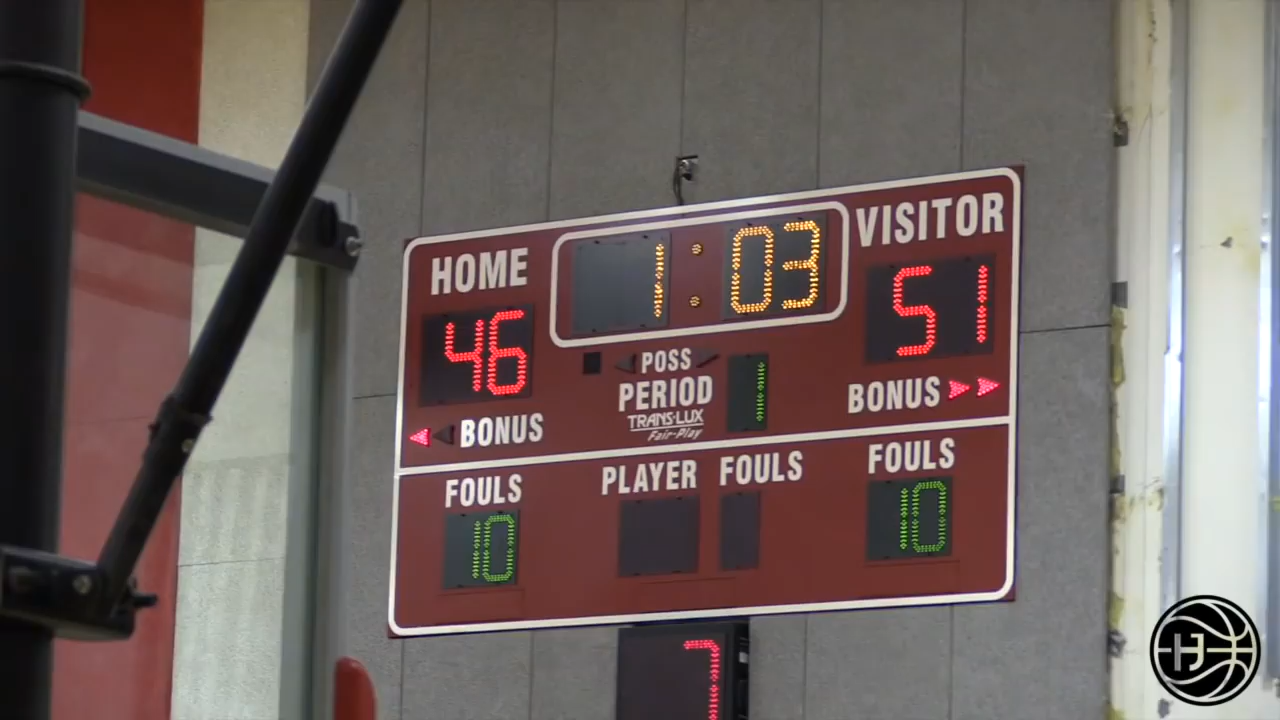 HOME
1:03
VISITOR
46
51
POSS
PERIOD 1
TRANS-LUX
Fair-Play
BONUS
BONUS
FOULS
PLAYER FOULS
FOULS
10
10
7
HJ